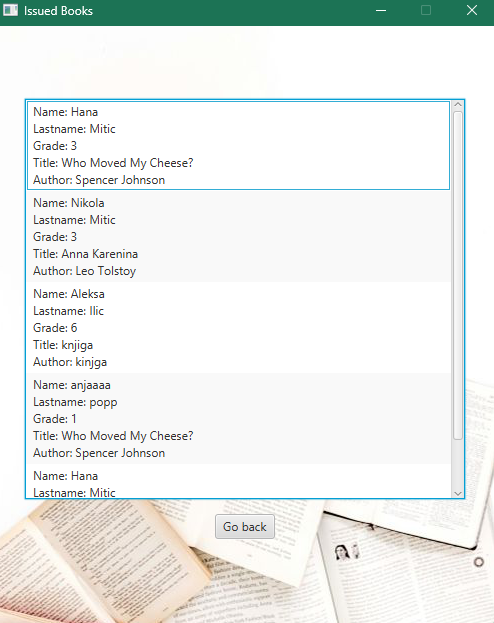 Issued Books
Name: Hana
Lastname: Mitic
Grade: 3
Title: Who Moved My Cheese?
Author: Spencer Johnson
Name: Nikola
Lastname: Mitic
Grade: 3
Title: Anna Karenina
Author: Leo Tolstoy
Name: Aleksa
Lastname: Ilic
Grade: 6
Title: knjiga
Author: kinjga
Name: anjaaaa
Lastname: popp
Grade: 1
Title: Who Moved My Cheese?
Author: Spencer Johnson
Name: Hana
Lastname: Mitic
Go back